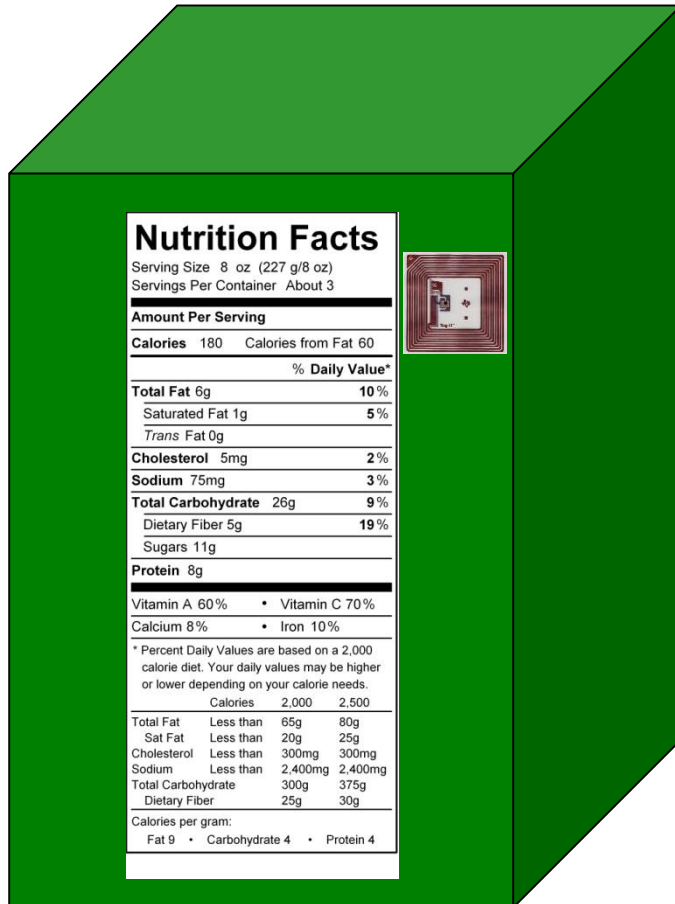 Nutrition Facts
Serving Size 8 oz (227 g/8 oz)
Servings Per Container About 3
Amount Per Serving
Calories 180 Calories from Fat 60
% Daily Value*
Total Fat 6g 10%
Saturated Fat 1g 5%
Trans Fat 0g
Cholesterol 5mg 2%
Sodium 75mg 3%
Total Carbohydrate 26g 9%
Dietary Fiber 5g 19%
Sugars 11g
Protein 8g
Vitamin A 60% • Vitamin C 70%
Calcium 8% • Iron 10%
* Percent Daily Values are based on a 2,000
calorie diet. Your daily values may be higher
or lower depending on your calorie needs.
Calories 2,000 2,500
Total Fat Less than 65g 80g
Sat Fat Less than 20g 25g
Cholesterol Less than 300mg 300mg
Sodium Less than 2,400mg 2,400mg
Total Carbohydrate 300g 375g
Dietary Fiber 25g 30g
Calories per gram:
Fat 9 • Carbohydrate 4 • Protein 4